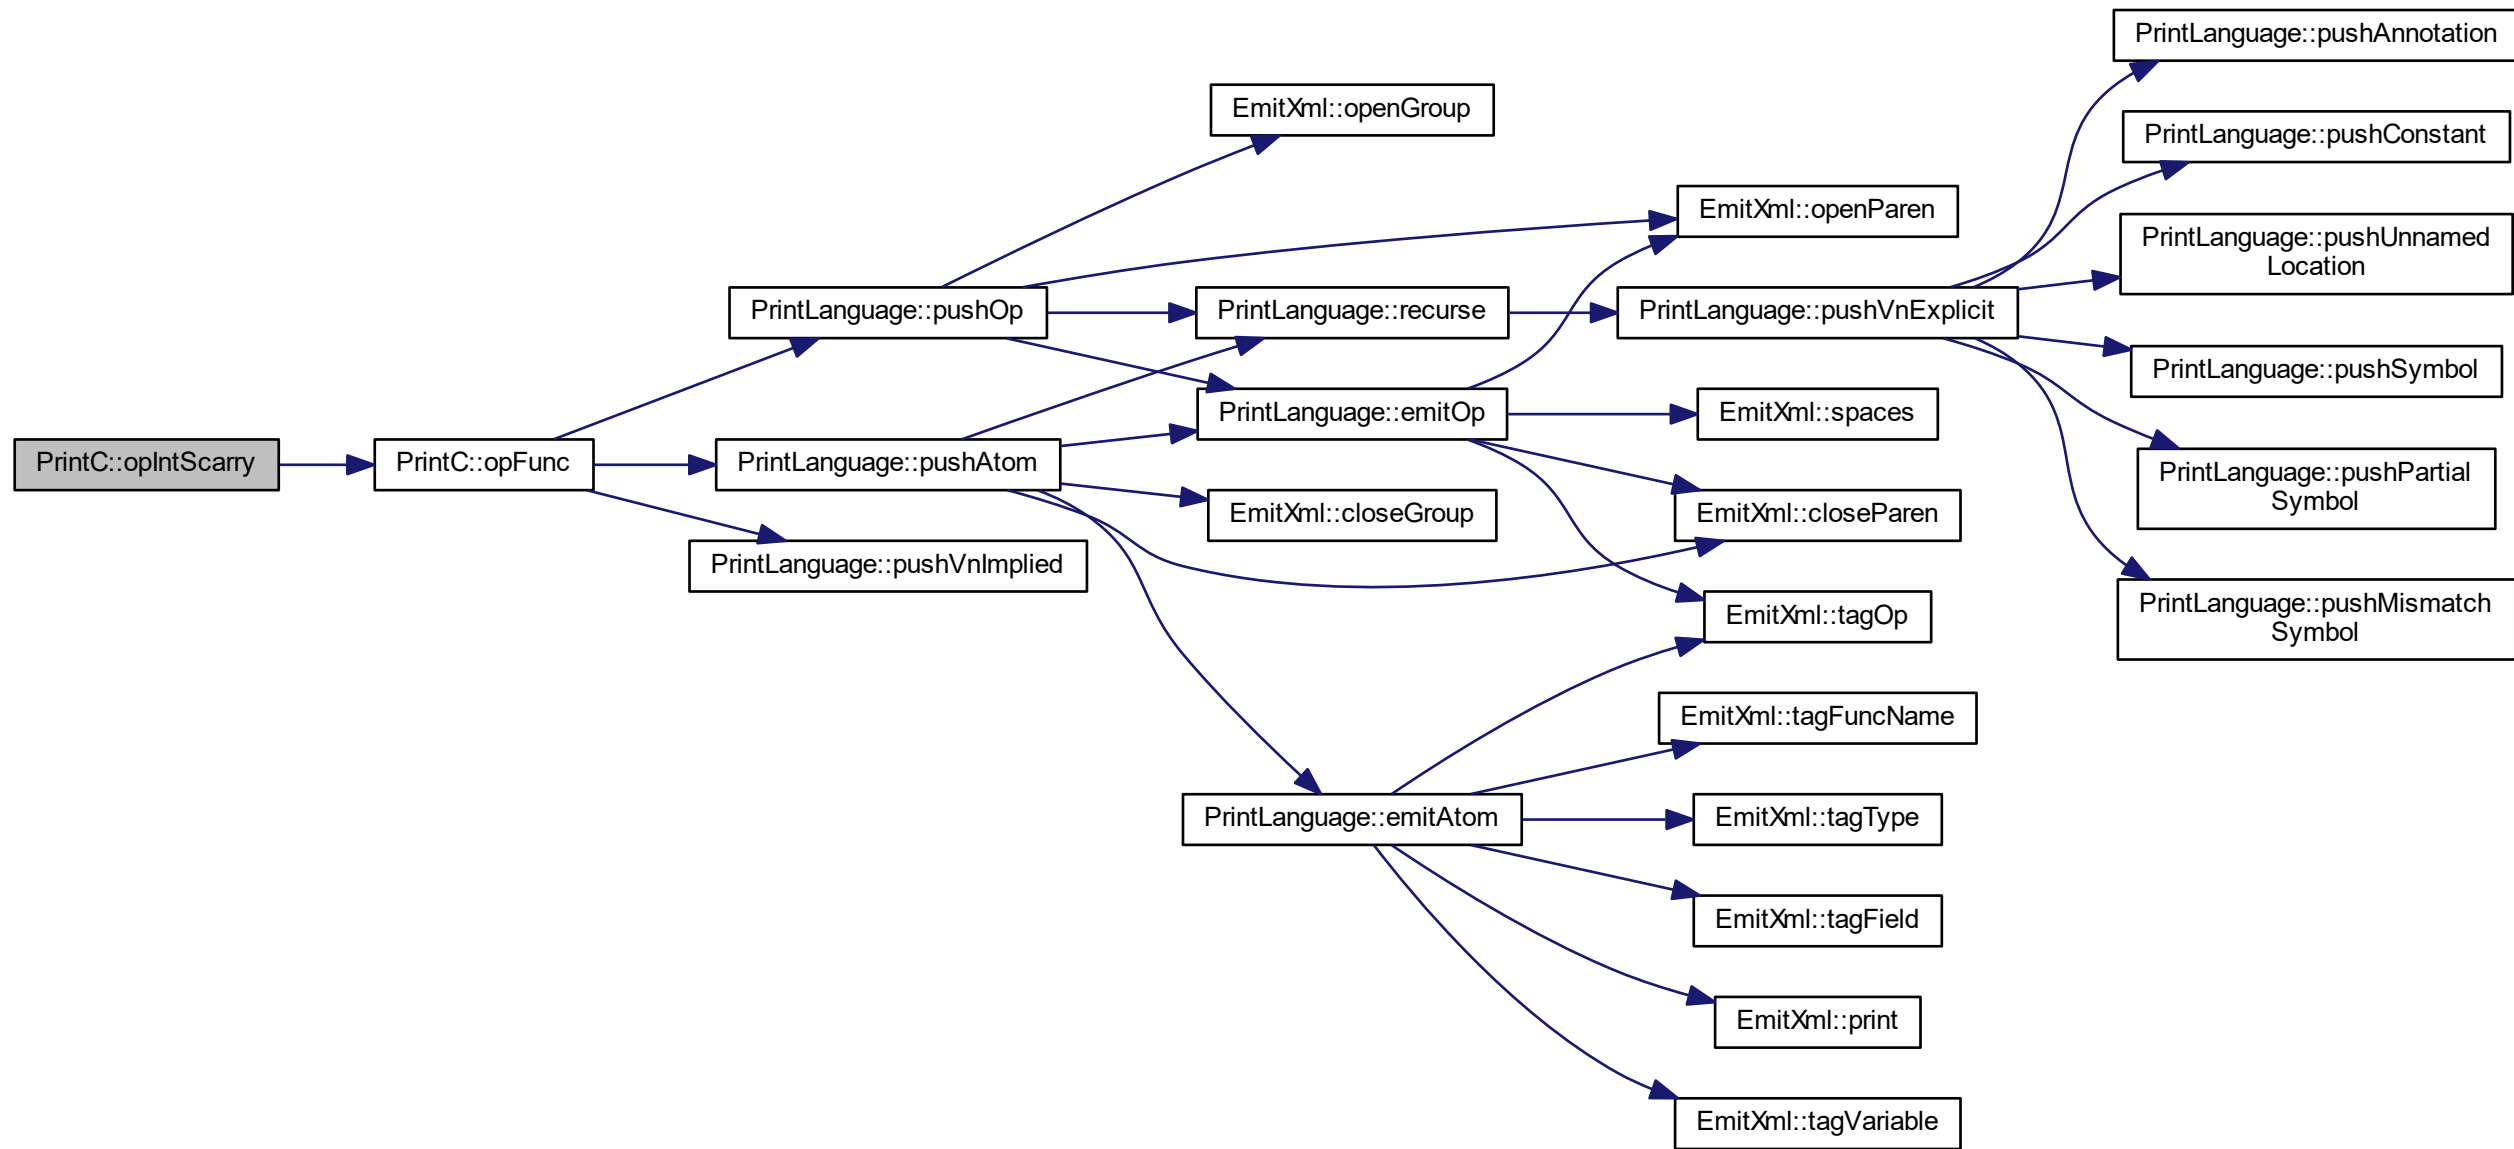 PrintC::opIntScarry
PrintC::opFunc
PrintLanguage::pushOp
PrintLanguage::pushAtom
PrintLanguage::pushVnImplied
EmitXml::openGroup
PrintLanguage::recurse
PrintLanguage::emitOp
EmitXml::closeGroup
PrintLanguage::emitAtom
EmitXml::openParen
PrintLanguage::pushVnExplicit
EmitXml::spaces
EmitXml::closeParen
EmitXml::tagOp
EmitXml::tagFuncName
EmitXml::tagType
EmitXml::tagField
EmitXml::print
EmitXml::tagVariable
PrintLanguage::pushAnnotation
PrintLanguage::pushConstant
PrintLanguage::pushUnnamed
Location
PrintLanguage::pushSymbol
PrintLanguage::pushPartial
Symbol
PrintLanguage::pushMismatch
Symbol